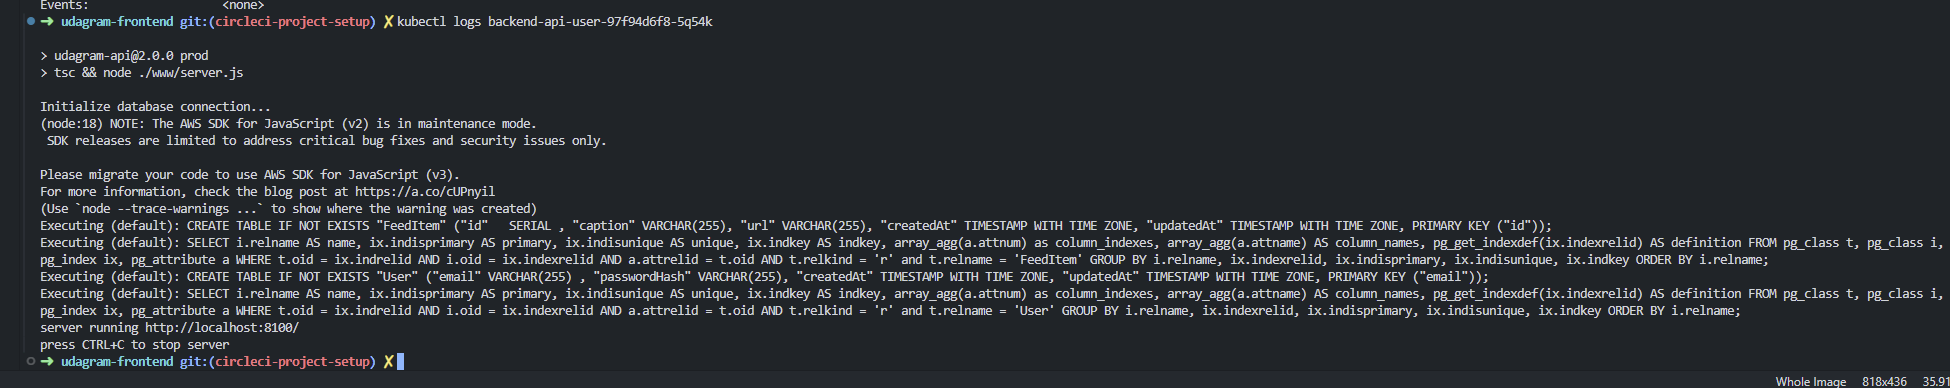 Events: <none>
➜ udagram-frontend git:(circleci-project-setup) ✗ kubectl logs backend-api-user-97f94d6f8-5q54k
> udagram-api@2.0.0 prod
> tsc && node ./www/server.js
Initialize database connection...
(node:18) NOTE: The AWS SDK for JavaScript (v2) is in maintenance mode.
SDK releases are limited to address critical bug fixes and security issues only.
Please migrate your code to use AWS SDK for JavaScript (v3).
For more information, check the blog post at https://a.co/cUPnyil
(Use `node --trace-warnings ...` to show where the warning was created)
Executing (default): CREATE TABLE IF NOT EXISTS "FeedItem" ("id"   SERIAL , "caption" VARCHAR(255), "url" VARCHAR(255), "createdAt" TIMESTAMP WITH TIME ZONE, "updatedAt" TIMESTAMP WITH TIME ZONE, PRIMARY KEY ("id"));
Executing (default): SELECT i.relname AS name, ix.indisprimary AS primary, ix.indisunique AS unique, ix.indkey AS indkey, array_agg(a.attnum) as column_indexes, array_agg(a.attname) AS column_names, pg_get_indexdef(ix.indexrelid) AS definition FROM pg_class t, pg_class i,
pg_index ix, pg_attribute a WHERE t.oid = ix.indrelid AND i.oid = ix.indexrelid AND a.attrelid = t.oid AND t.relkind = 'r' and t.relname = 'FeedItem' GROUP BY i.relname, ix.indexrelid, ix.indisprimary, ix.indisunique, ix.indkey ORDER BY i.relname;
Executing (default): CREATE TABLE IF NOT EXISTS "User" ("email" VARCHAR(255) , "passwordHash" VARCHAR(255), "createdAt" TIMESTAMP WITH TIME ZONE, "updatedAt" TIMESTAMP WITH TIME ZONE, PRIMARY KEY ("email"));
Executing (default): SELECT i.relname AS name, ix.indisprimary AS primary, ix.indisunique AS unique, ix.indkey AS indkey, array_agg(a.attnum) as column_indexes, array_agg(a.attname) AS column_names, pg_get_indexdef(ix.indexrelid) AS definition FROM pg_class t, pg_class i,
pg_index ix, pg_attribute a WHERE t.oid = ix.indrelid AND i.oid = ix.indexrelid AND a.attrelid = t.oid AND t.relkind = 'r' and t.relname = 'User' GROUP BY i.relname, ix.indexrelid, ix.indisprimary, ix.indisunique, ix.indkey ORDER BY i.relname;
server running http://localhost:8100/
press CTRL+C to stop server
➜ udagram-frontend git:(circleci-project-setup) ✗
Whole Image 818x436 35.91